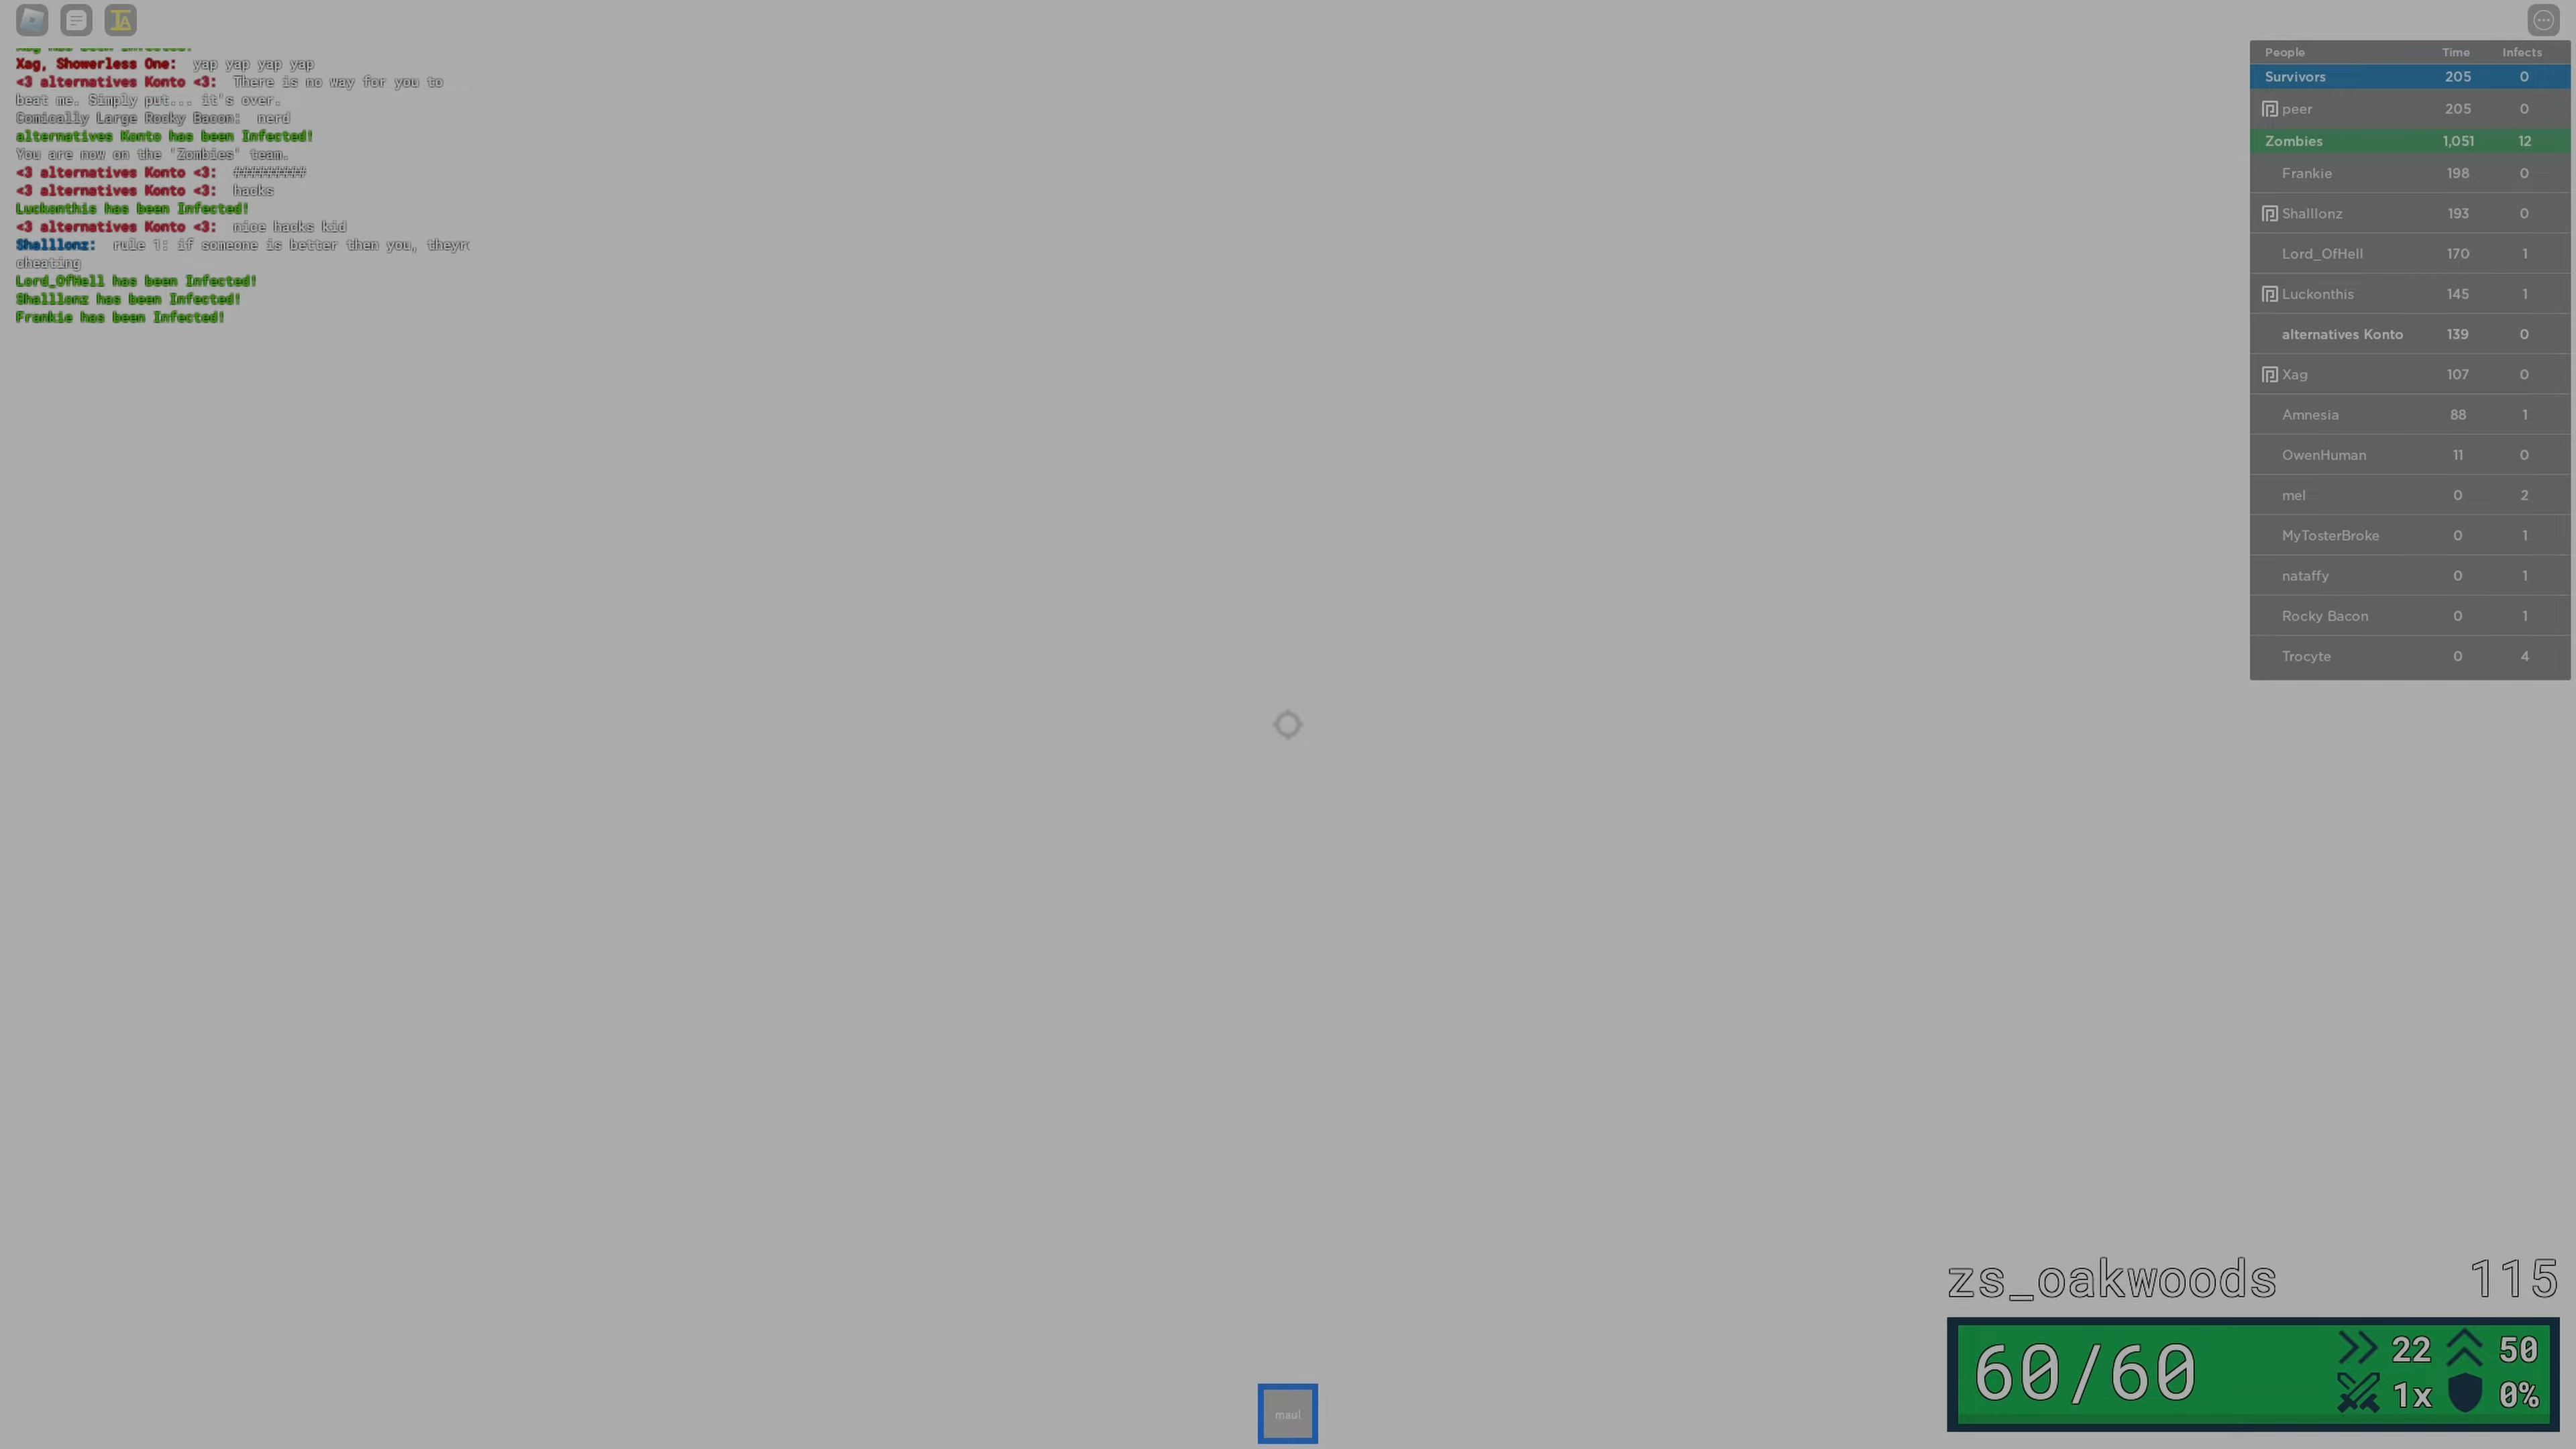 Xag has been Infected!
Xag, Showerless One: yap yap yap yap
<3 alternatives Konto <3: There is no way for you to
beat me. Simply put... it's over.
Comically Large Rocky Bacon: nerd
alternatives Konto has been Infected!
You are now on the 'Zombies' team.
<3 alternatives Konto <3: #########
<3 alternatives Konto <3: hacks
Luckonthis has been Infected!
<3 alternatives Konto <3: nice hacks kid
Shalllonz: rule 1: if someone is better then you, theyre
cheating
Lord_OfHell has been Infected!
Shalllonz has been Infected!
Frankie has been Infected!
People Time Infects
Survivors 205 0
peer 205 0
Zombies 1,051 12
Frankie 198 0
Shalllonz 193 0
Lord_OfHell 170 1
Luckonthis 145 1
alternatives Konto 139 0
Xag 107 0
Amnesia 88 1
OwenHuman 11 0
mel 0 2
MyTosterBroke 0 1
nataffy 0 1
Rocky Bacon 0 1
Trocyte 0 4
zs_oakwoods 115
60/60 22 50
1x 0%
maul